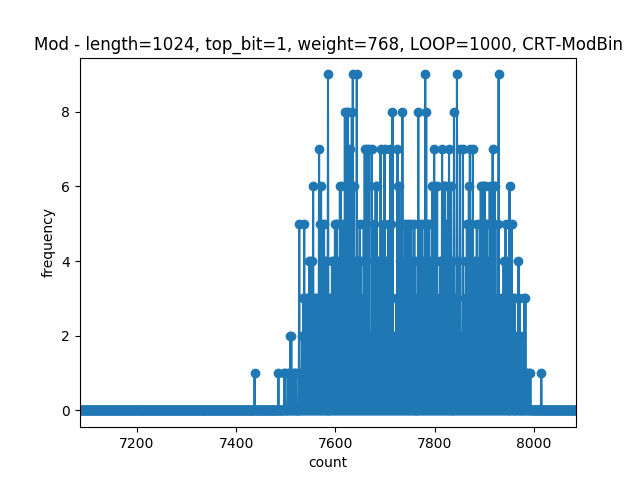 Mod - length=1024, top_bit=1, weight=768, LOOP=1000, CRT-ModBin
8
6
4
2
0
frequency
7200 7400 7600 7800 8000
count